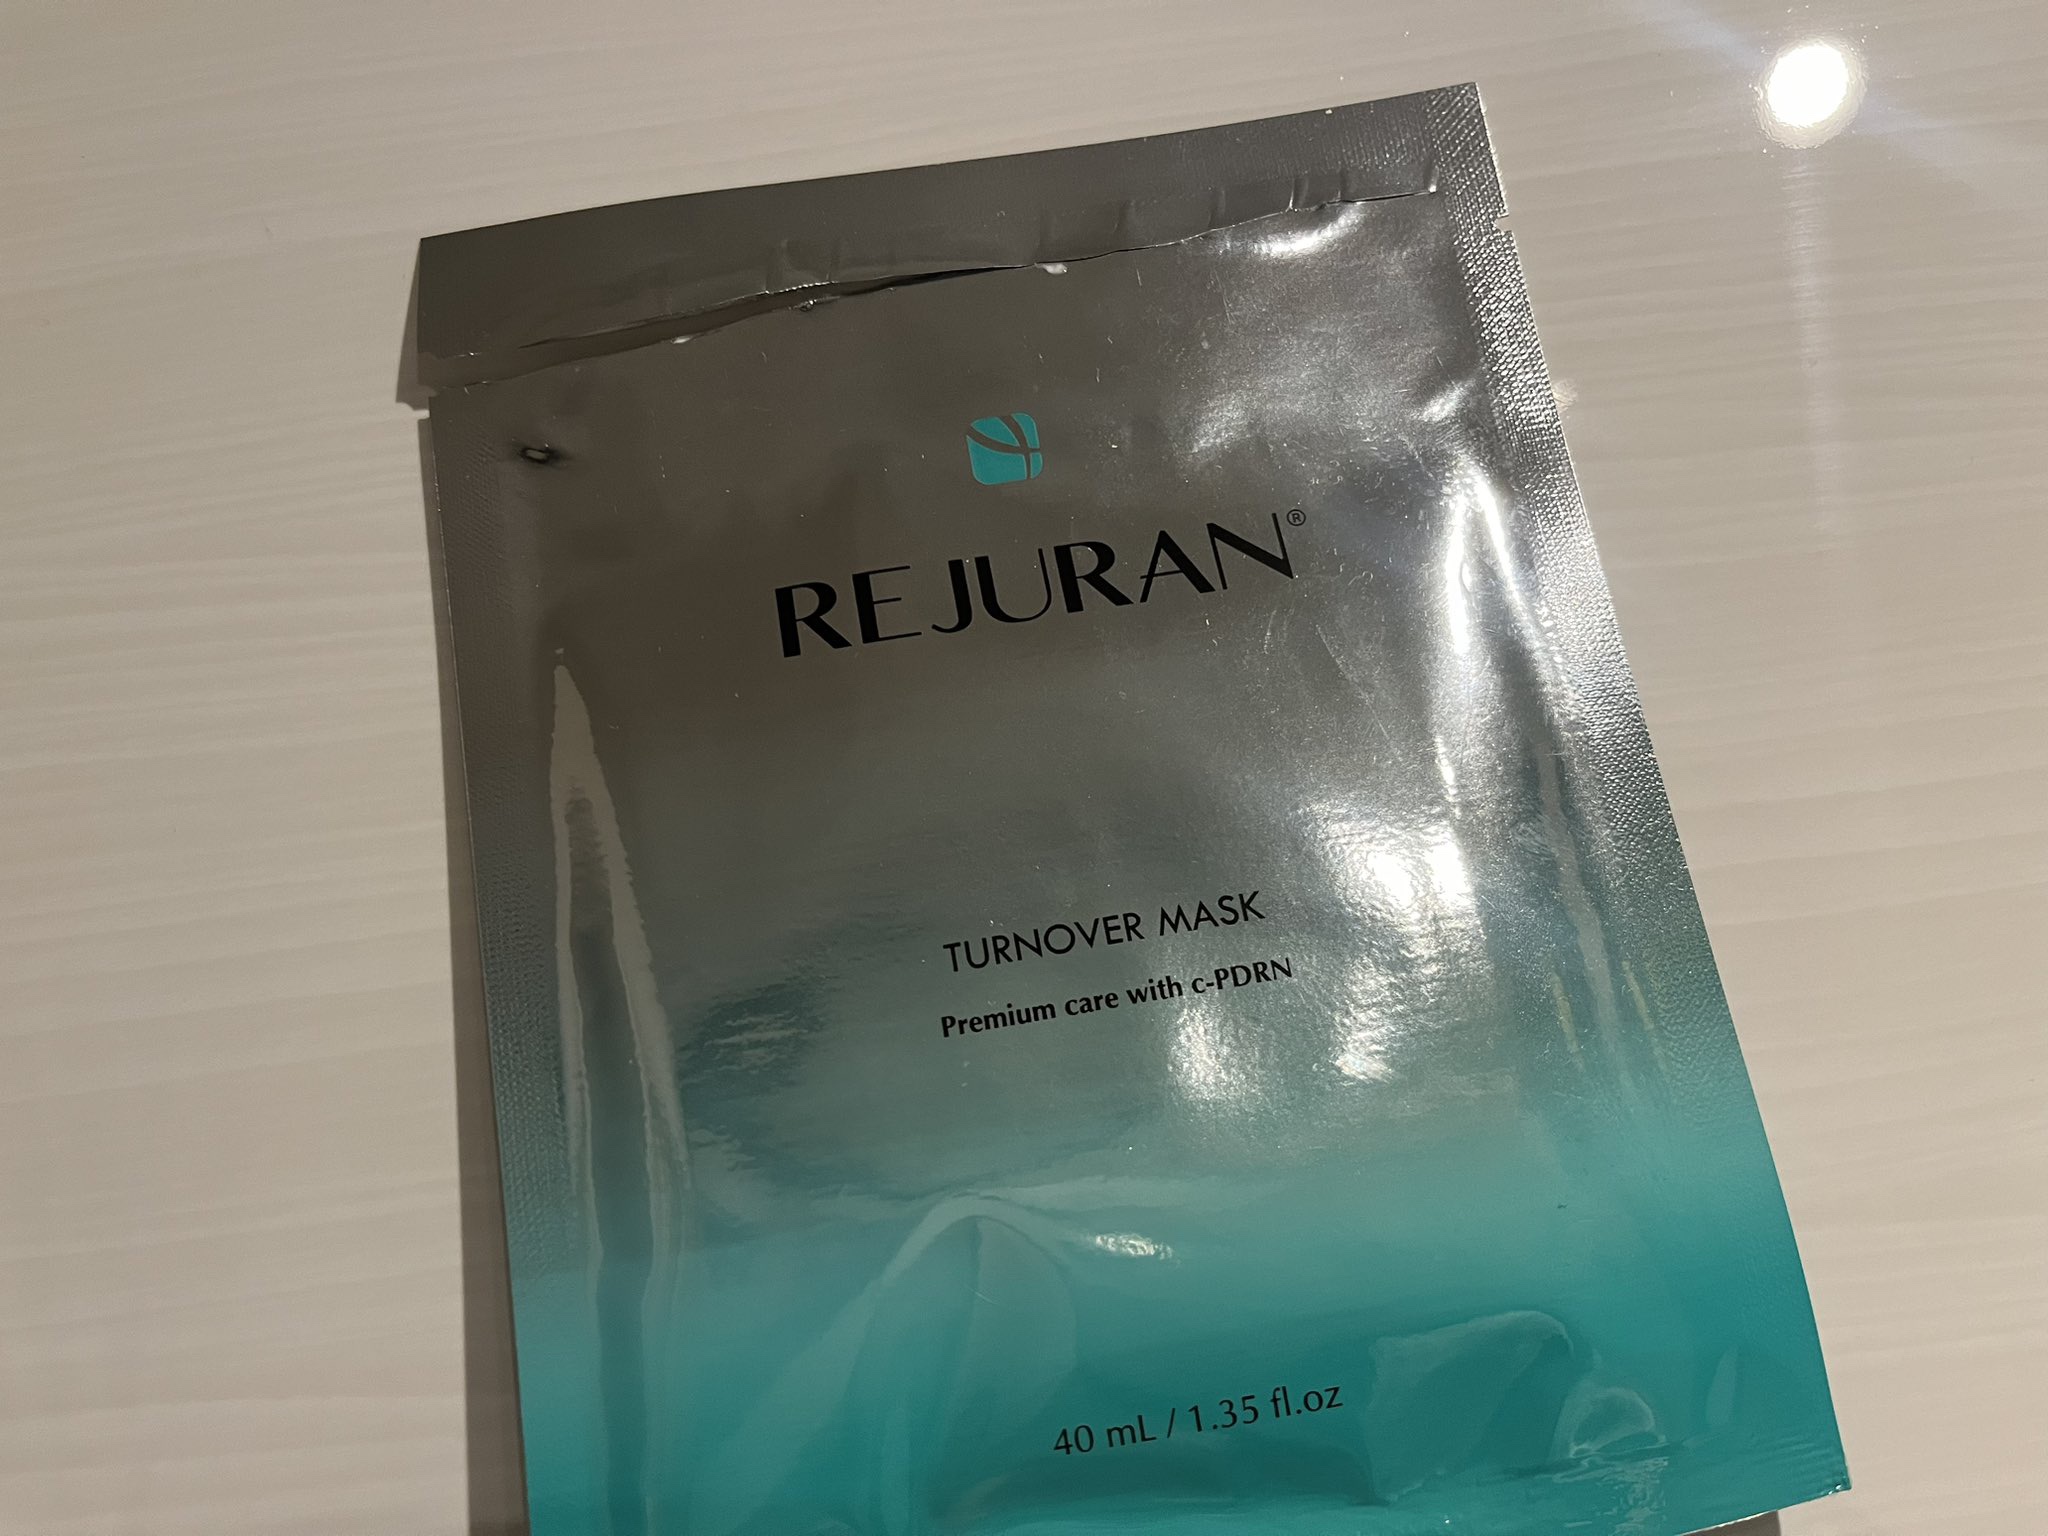 REJURAN®
TURNOVER MASK
Premium care with c-PDRN
40 mL / 1.35 fl.oz